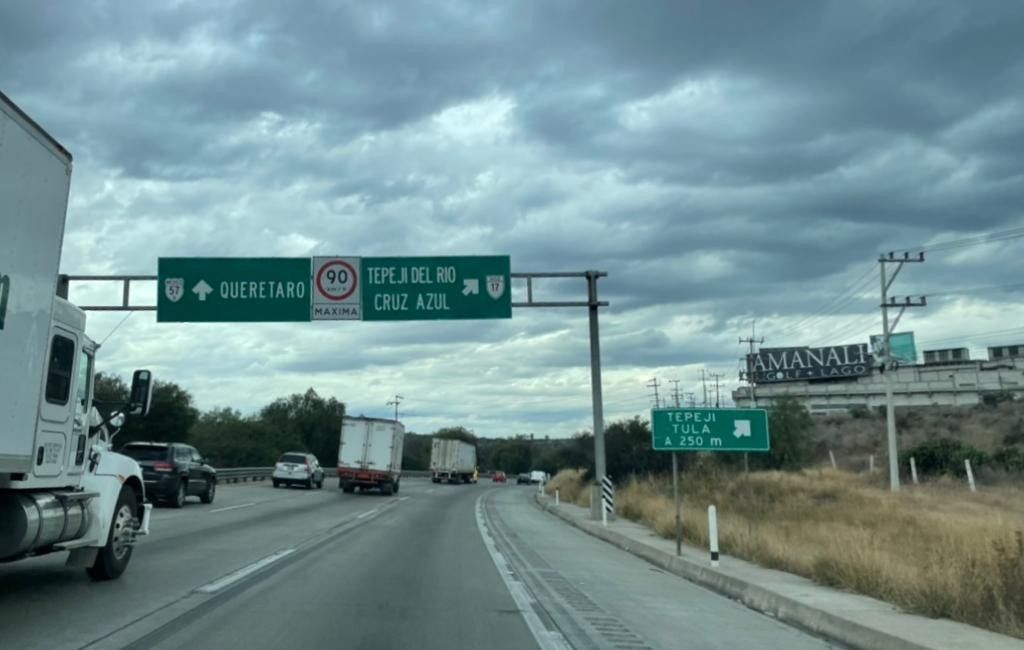 57
QUERETARO
90
MAXIMA
TEPEJI DEL RIO
CRUZ AZUL
17
TEPEJI
TULA
A 250 m
AMANALI
GOLF + LAGO